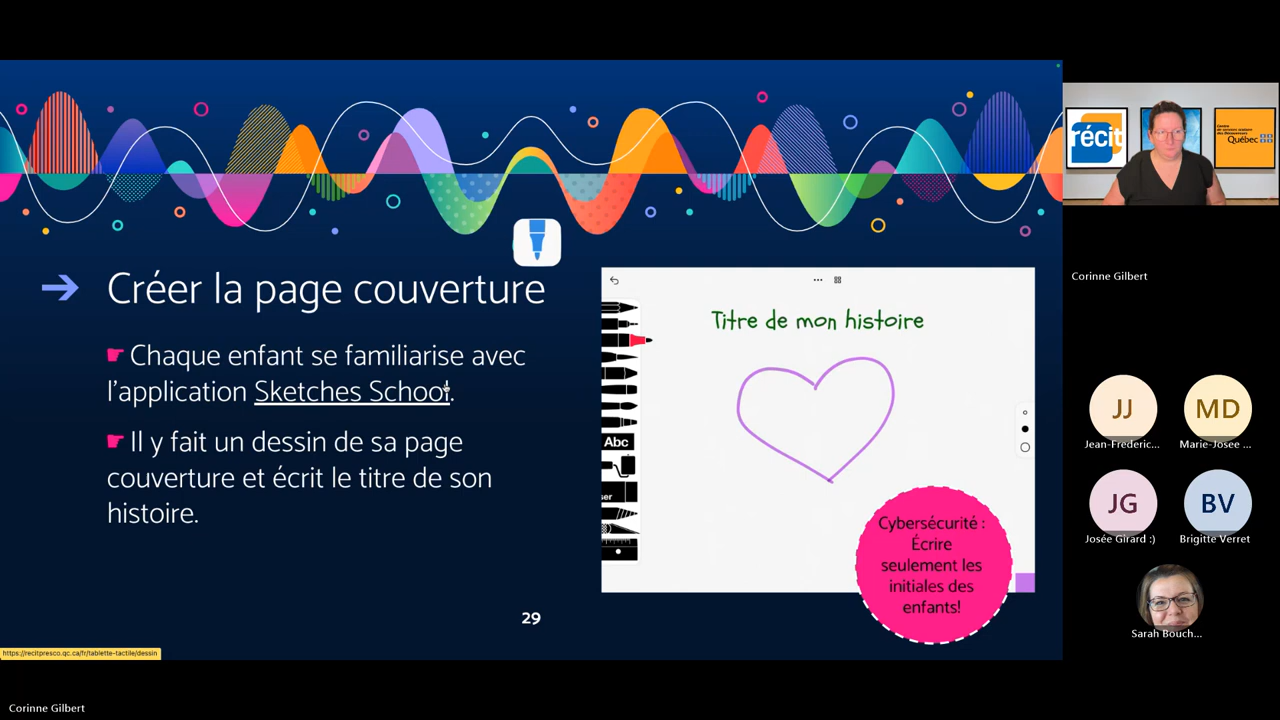 ➔ Créer la page couverture
☛ Chaque enfant se familiarise avec
l'application Sketches School.
☛ Il y fait un dessin de sa page
couverture et écrit le titre de son
histoire.
Titre de mon histoire
Abc
ser
Cybersécurité :
Écrire
seulement les
initiales des
enfants!
29
https://recitpresco.qc.ca/fr/tablette-tactile/dessin
Corinne Gilbert
récit
Québec
Corinne Gilbert
JJ
MD
Jean-Frederic...
Marie-Josee ...
JG
BV
Josée Girard :)
Brigitte Verret
Sarah Bouch...